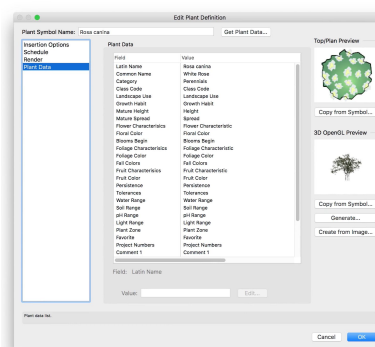 Edit Plant Definition
Plant Symbol Name: Rosa canina
Get Plant Data...
Insertion Options
Schedule
Render
Plant Data
Plant Data
Field Value
Latin Name Rosa canina
Common Name White Rose
Category Perennials
Class Code Class Code
Landscape Use Landscape Use
Growth Habit Growth Habit
Mature Height Height
Mature Spread Spread
Flower Characterisics Flower Characteristic
Floral Color Floral Color
Blooms Begin Blooms Begin
Foliage Characterisics Foliage Characteristic
Foliage Color Foliage Color
Fall Colors Fall Colors
Fruit Characterisics Fruit Characteristic
Fruit Color Fruit Color
Persistence Persistence
Tolerances Tolerances
Water Range Water Range
Soil Range Soil Range
pH Range pH Range
Light Range Light Range
Plant Zone Plant Zone
Favorite Favorite
Project Numbers Project Numbers
Comment 1 Comment 1
Field: Latin Name
Value:
Edit...
Top/Plan Preview
Copy from Symbol...
3D OpenGL Preview
Copy from Symbol...
Generate...
Create from Image...
Plant data list.
Cancel
OK